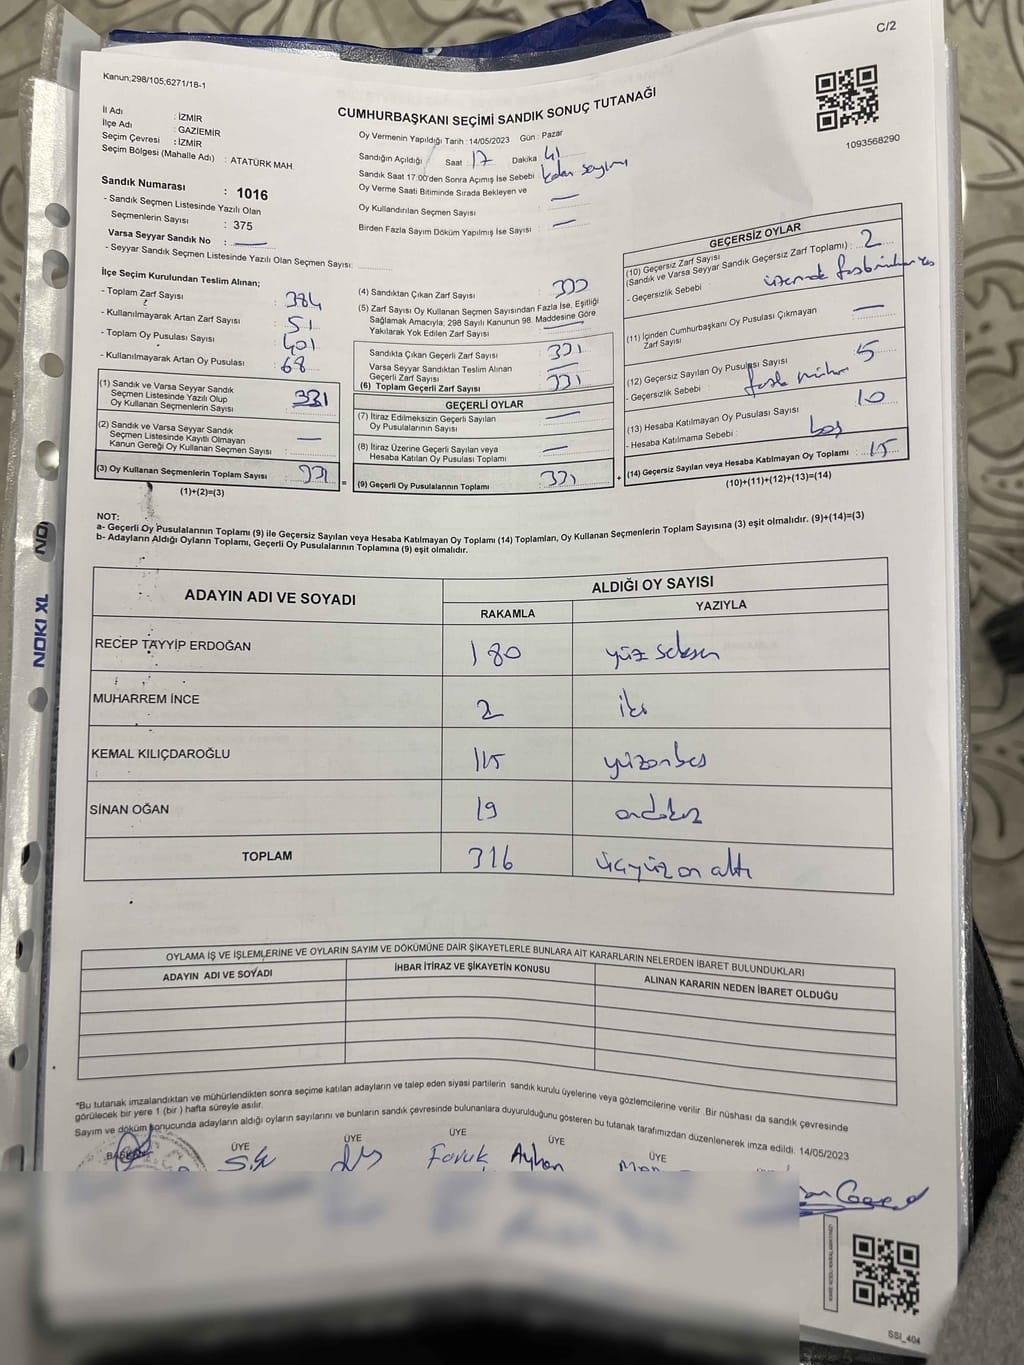 C/2
Kanun;298/105;6271/18-1
CUMHURBAŞKANI SEÇİMİ SANDIK SONUÇ TUTANAĞI
1093568290
İl Adı : İZMİR
İlçe Adı : GAZİEMİR
Seçim Çevresi : İZMİR
Seçim Bölgesi (Mahalle Adı) : ATATÜRK MAH.
Sandık Numarası : 1016
- Sandık Seçmen Listesinde Yazılı Olan
Seçmenlerin Sayısı : 375
Varsa Seyyar Sandık No : —
- Seyyar Sandık Seçmen Listesinde Yazılı Olan Seçmen Sayısı:
Oy Vermenin Yapıldığı Tarih : 14/05/2023 Gün : Pazar
Sandığın Açıldığı Saat 17 Dakika 41
Sandık Saat 17:00'den Sonra Açımış İse Sebebi
Oy Verme Saati Bitiminde Sırada Bekleyen ve —
Oy Kullandırılan Seçmen Sayısı —
Birden Fazla Sayım Döküm Yapılmış İse Sayısı : —
İlçe Seçim Kurulundan Teslim Alınan;
- Toplam Zarf Sayısı : 384
- Kullanılmayarak Artan Zarf Sayısı : 51
- Toplam Oy Pusulası Sayısı : 401
- Kullanılmayarak Artan Oy Pusulası : 68
(1) Sandık ve Varsa Seyyar Sandık
Seçmen Listesinde Yazılı Olup
Oy Kullanan Seçmenlerin Sayısı : 331
(2) Sandık ve Varsa Seyyar Sandık
Seçmen Listesinde Kayıtlı Olmayan
Kanun Gereği Oy Kullanan Seçmen Sayısı : —
(3) Oy Kullanan Seçmenlerin Toplam Sayısı : 331
(1)+(2)=(3)
(4) Sandıktan Çıkan Zarf Sayısı : 333
(5) Zarf Sayısı Oy Kullanan Seçmen Sayısından Fazla İse, Eşitliği
Sağlamak Amacıyla; 298 Sayılı Kanunun 98. Maddesine Göre
Yakılarak Yok Edilen Zarf Sayısı : —
Sandıkta Çıkan Geçerli Zarf Sayısı : 331
Varsa Seyyar Sandıktan Teslim Alınan
Geçerli Zarf Sayısı
(6) Toplam Geçerli Zarf Sayısı : 331
GEÇERLİ OYLAR
(7) İtiraz Edilmeksizin Geçerli Sayılan
Oy Pusulalarının Sayısı : —
(8) İtiraz Üzerine Geçerli Sayılan veya
Hesaba Katılan Oy Pusulası Toplamı : —
= (9) Geçerli Oy Pusulalarının Toplamı : 331 +
GEÇERSİZ OYLAR
(10) Geçersiz Zarf Sayısı
(Sandık ve Varsa Seyyar Sandık Geçersiz Zarf Toplamı) : 2
- Geçersizlik Sebebi : üzerinde
(11) İçinden Cumhurbaşkanı Oy Pusulası Çıkmayan
Zarf Sayısı : —
(12) Geçersiz Sayılan Oy Pusulası Sayısı : 5
- Geçersizlik Sebebi : fazla mühür
(13) Hesaba Katılmayan Oy Pusulası Sayısı : 10
- Hesaba Katılmama Sebebi : boş
(14) Geçersiz Sayılan veya Hesaba Katılmayan Oy Toplamı : 15
(10)+(11)+(12)+(13)=(14)
NOT:
a- Geçerli Oy Pusulalarının Toplamı (9) ile Geçersiz Sayılan veya Hesaba Katılmayan Oy Toplamı (14) Toplamları, Oy Kullanan Seçmenlerin Toplam Sayısına (3) eşit olmalıdır. (9)+(14)=(3)
b- Adayların Aldığı Oyların Toplamı, Geçerli Oy Pusulalarının Toplamına (9) eşit olmalıdır.
ADAYIN ADI VE SOYADI
ALDIĞI OY SAYISI
RAKAMLA YAZIYLA
RECEP TAYYİP ERDOĞAN 180 yüz seksen
MUHARREM İNCE 2 iki
KEMAL KILIÇDAROĞLU 115 yüzonbeş
SİNAN OĞAN 19 ondokuz
TOPLAM 316 üçyüz on altı
OYLAMA İŞ VE İŞLEMLERİNE VE OYLARIN SAYIM VE DÖKÜMÜNE DAİR ŞİKAYETLERLE BUNLARA AİT KARARLARIN NELERDEN İBARET BULUNDUKLARI
ADAYIN ADI VE SOYADI
İHBAR İTİRAZ VE ŞİKAYETİN KONUSU
ALINAN KARARIN NEDEN İBARET OLDUĞU
*Bu tutanak imzalandıktan ve mühürlendikten sonra seçime katılan adayların ve talep eden siyasi partilerin sandık kurulu üyelerine veya gözlemcilerine verilir. Bir nüshası da sandık çevresinde
görülecek bir yere 1 (bir ) hafta süreyle asılır.
Sayım ve döküm sonucunda adayların aldığı oyların sayılarını ve bunların sandık çevresinde bulunanlara duyurulduğunu gösteren bu tutanak tarafımızdan düzenlenerek imza edildi. 14/05/2023
BAŞKAN ÜYE ÜYE ÜYE ÜYE ÜYE
Faruk Ayhan
SSI_404
NOKI XL